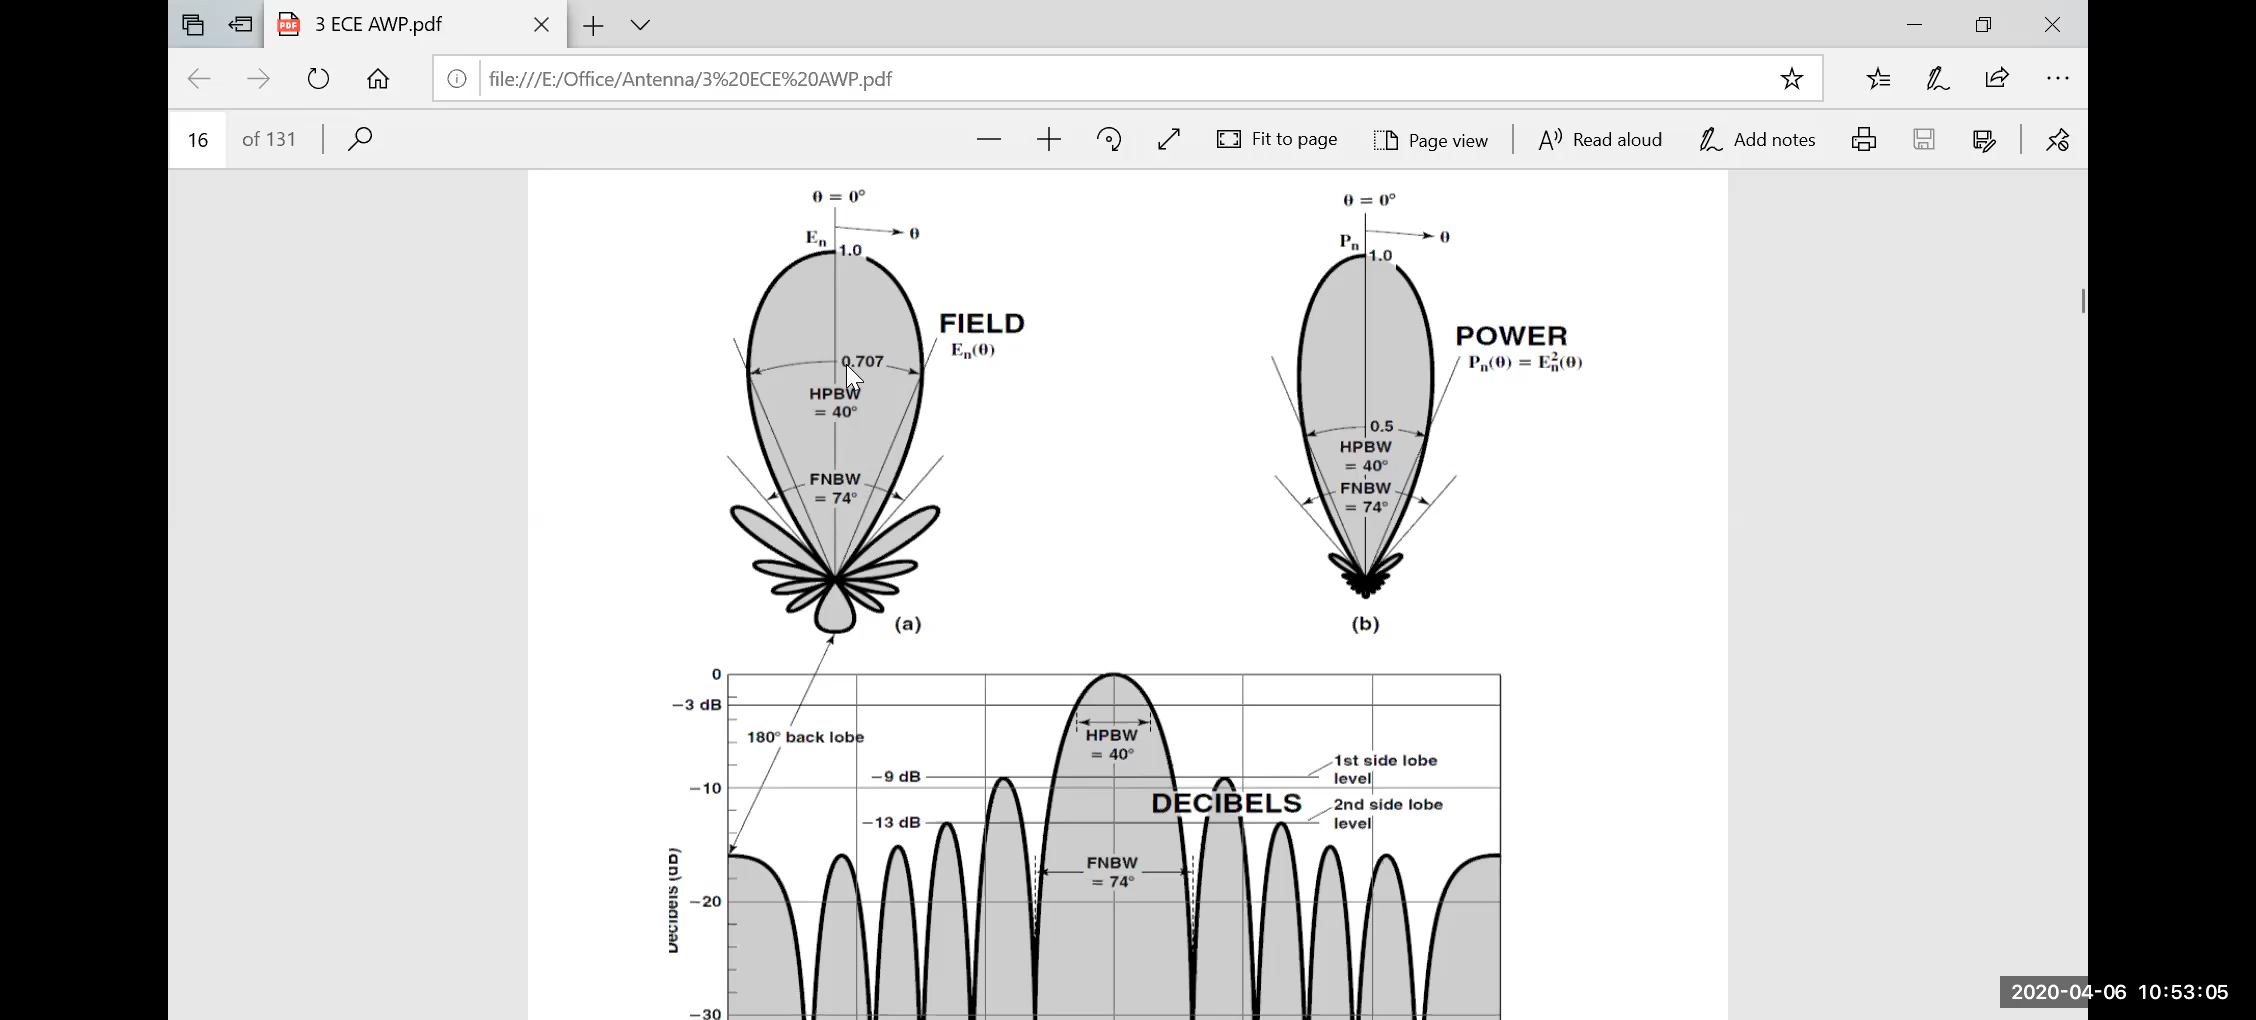 3 ECE AWP.pdf
file:///E:/Office/Antenna/3%20ECE%20AWP.pdf
16 of 131
Fit to page
Page view
Read aloud
Add notes
θ = 0°
θ
Eₙ
1.0
FIELD
Eₙ(θ)
0.707
HPBW
= 40°
FNBW
= 74°
(a)
θ = 0°
θ
Pₙ
1.0
POWER
Pₙ(θ) = Eₙ²(θ)
0.5
HPBW
= 40°
FNBW
= 74°
(b)
0
−3 dB
180° back lobe
HPBW
= 40°
−9 dB
1st side lobe
level
−10
DECIBELS
2nd side lobe
level
−13 dB
FNBW
= 74°
Decibels (dB)
−20
−30
2020-04-06 10:53:05